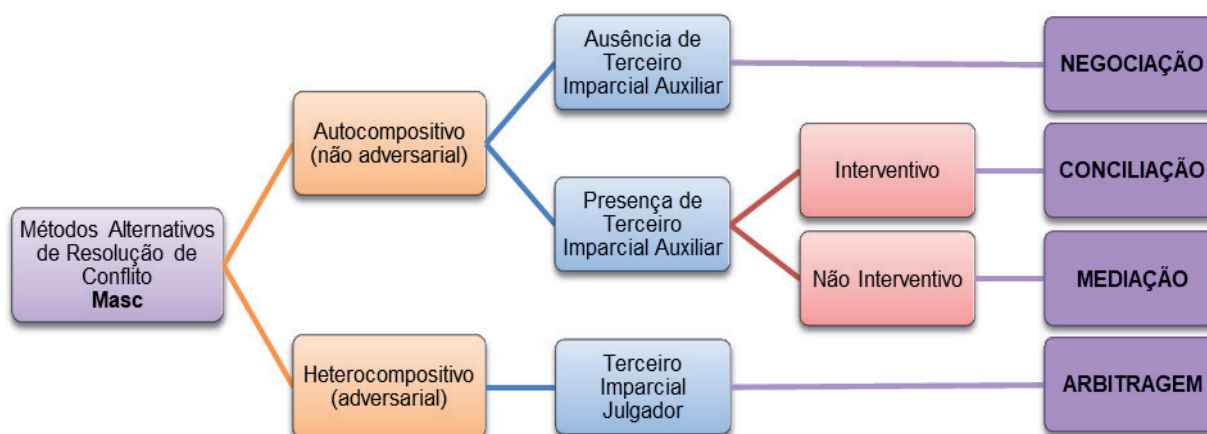 Ausência de
Terceiro
Imparcial Auxiliar
NEGOCIAÇÃO
Autocompositivo
(não adversarial)
Interventivo
CONCILIAÇÃO
Presença de
Terceiro
Imparcial Auxiliar
Métodos Alternativos
de Resolução de
Conflito
Masc
Não Interventivo
MEDIAÇÃO
Heterocompositivo
(adversarial)
Terceiro
Imparcial
Julgador
ARBITRAGEM